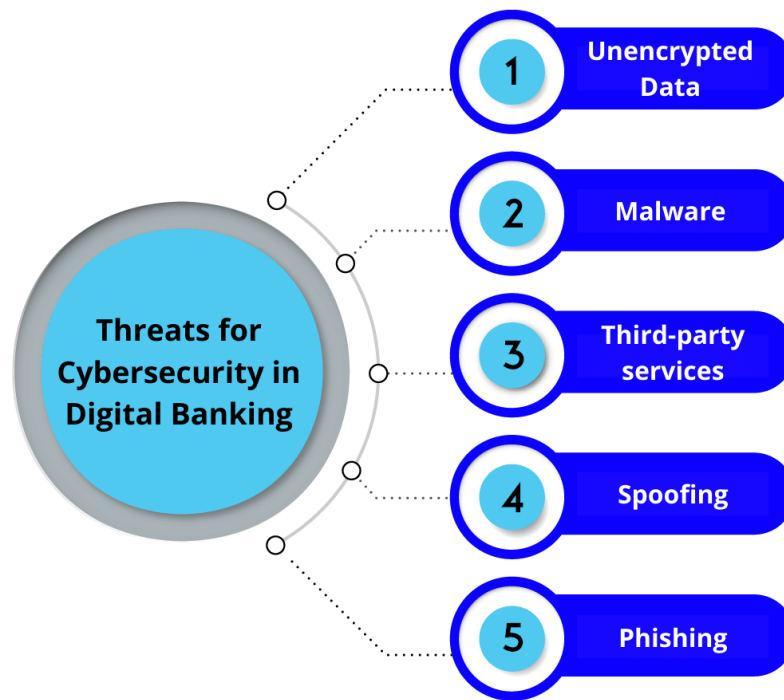 Threats for
Cybersecurity in
Digital Banking
1
Unencrypted
Data
2
Malware
3
Third-party
services
4
Spoofing
5
Phishing